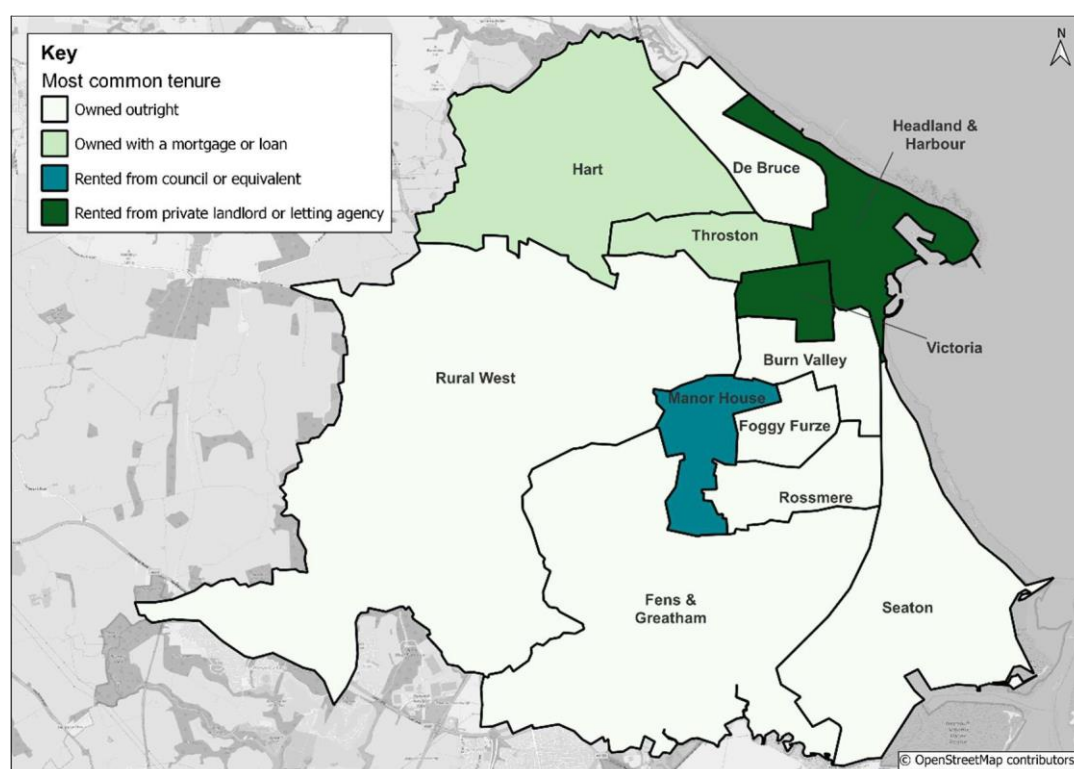 Key
Most common tenure
Owned outright
Owned with a mortgage or loan
Rented from council or equivalent
Rented from private landlord or letting agency
N
Headland &
Harbour
De Bruce
Hart
Throston
Victoria
Burn Valley
Rural West
Manor House
Foggy Furze
Rossmere
Fens &
Greatham
Seaton
© OpenStreetMap contributors